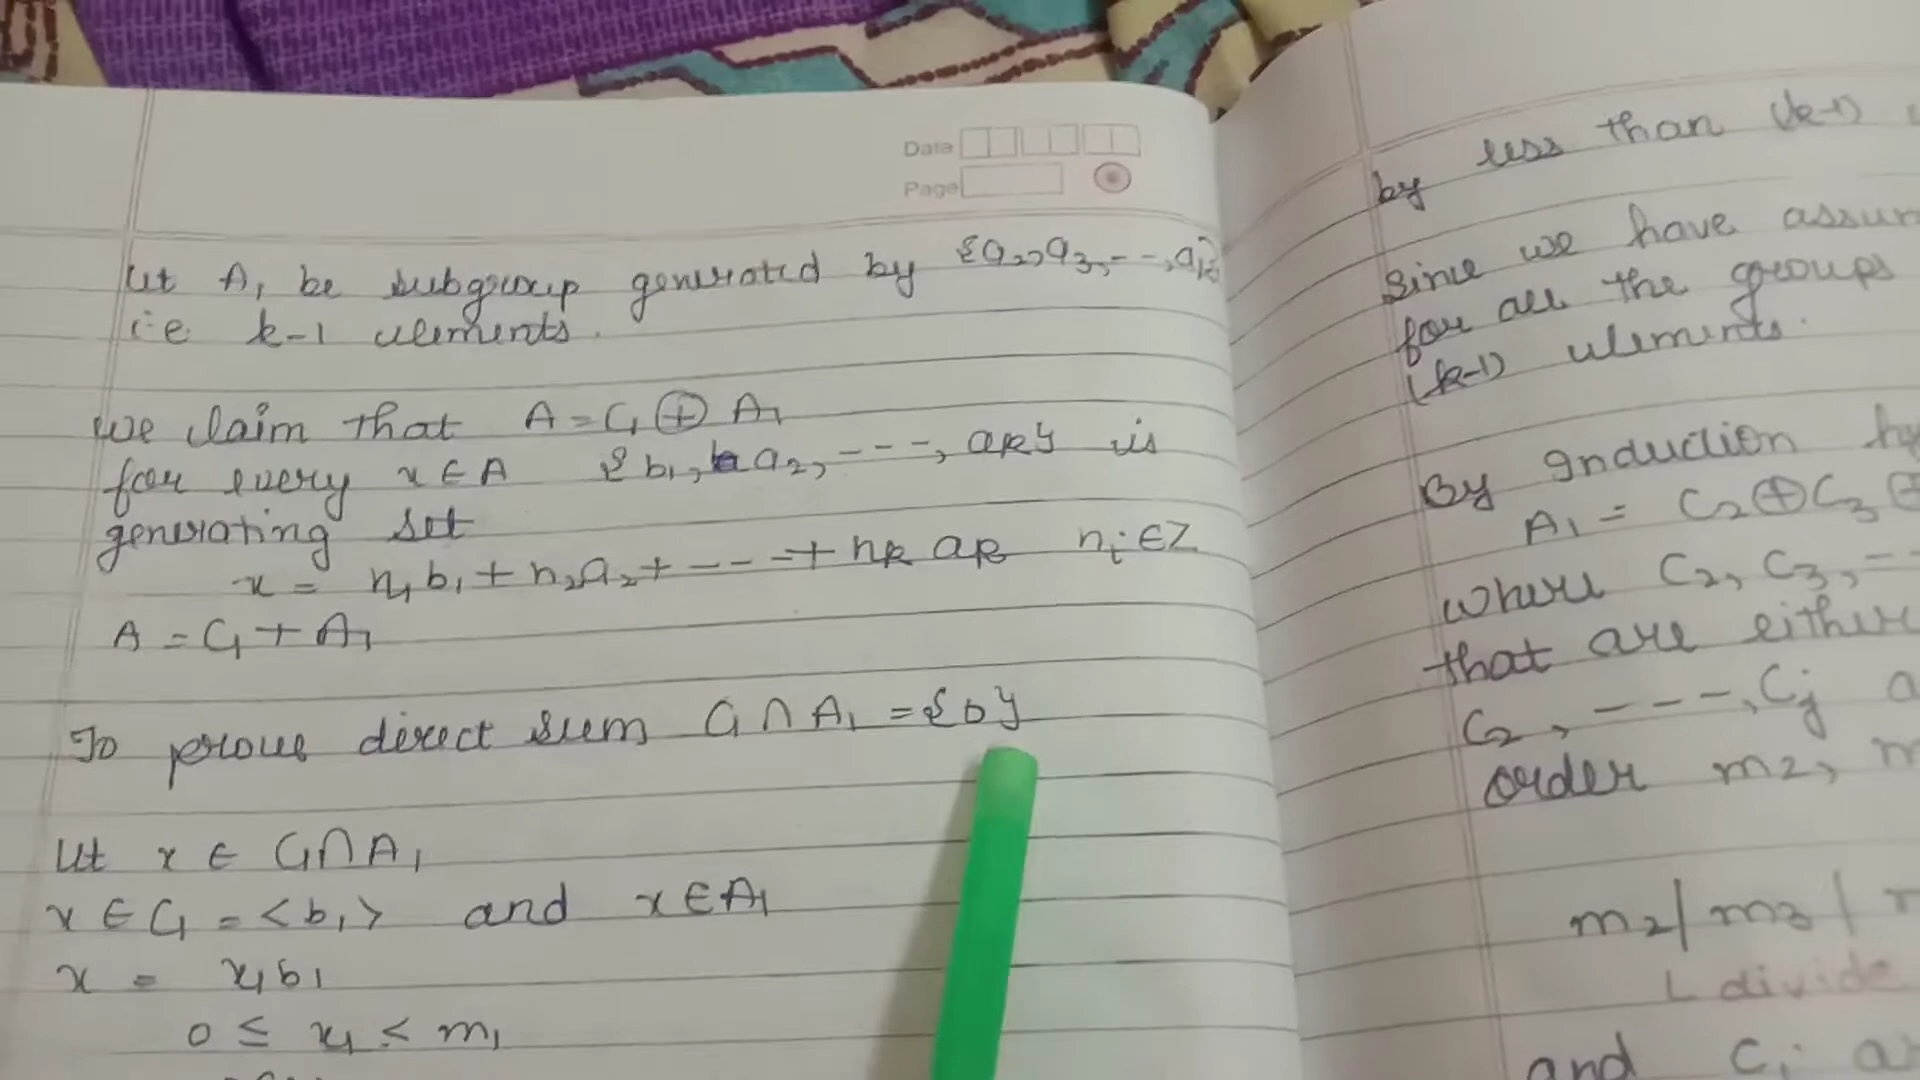 Data
Page
Let A₁ be subgroup generated by {a₂, a₃, --, aₖ}
i.e k-1 elements.
We claim that A = C₁ ⊕ A₁
for every x ∈ A {b₁, a₂, ---, aₖ} is
generating set
x = n₁b₁ + n₂a₂ + --- + nₖ aₖ nᵢ ∈ Z
A = C₁ + A₁
To prove direct sum C₁ ∩ A₁ = {0}
Let x ∈ C₁ ∩ A₁
x ∈ C₁ = <b₁> and x ∈ A₁
x = x₁b₁
0 ≤ x₁ < m₁
by less than (k-1)
Since we have
for all the groups
(k-1) elements.
By Induction
A₁ = C₂ ⊕ C₃ ⊕
where C₂, C₃, --
that are either
C₂, ---, Cⱼ
order m₂,
m₂ | m₃ |
divide
and Cᵢ